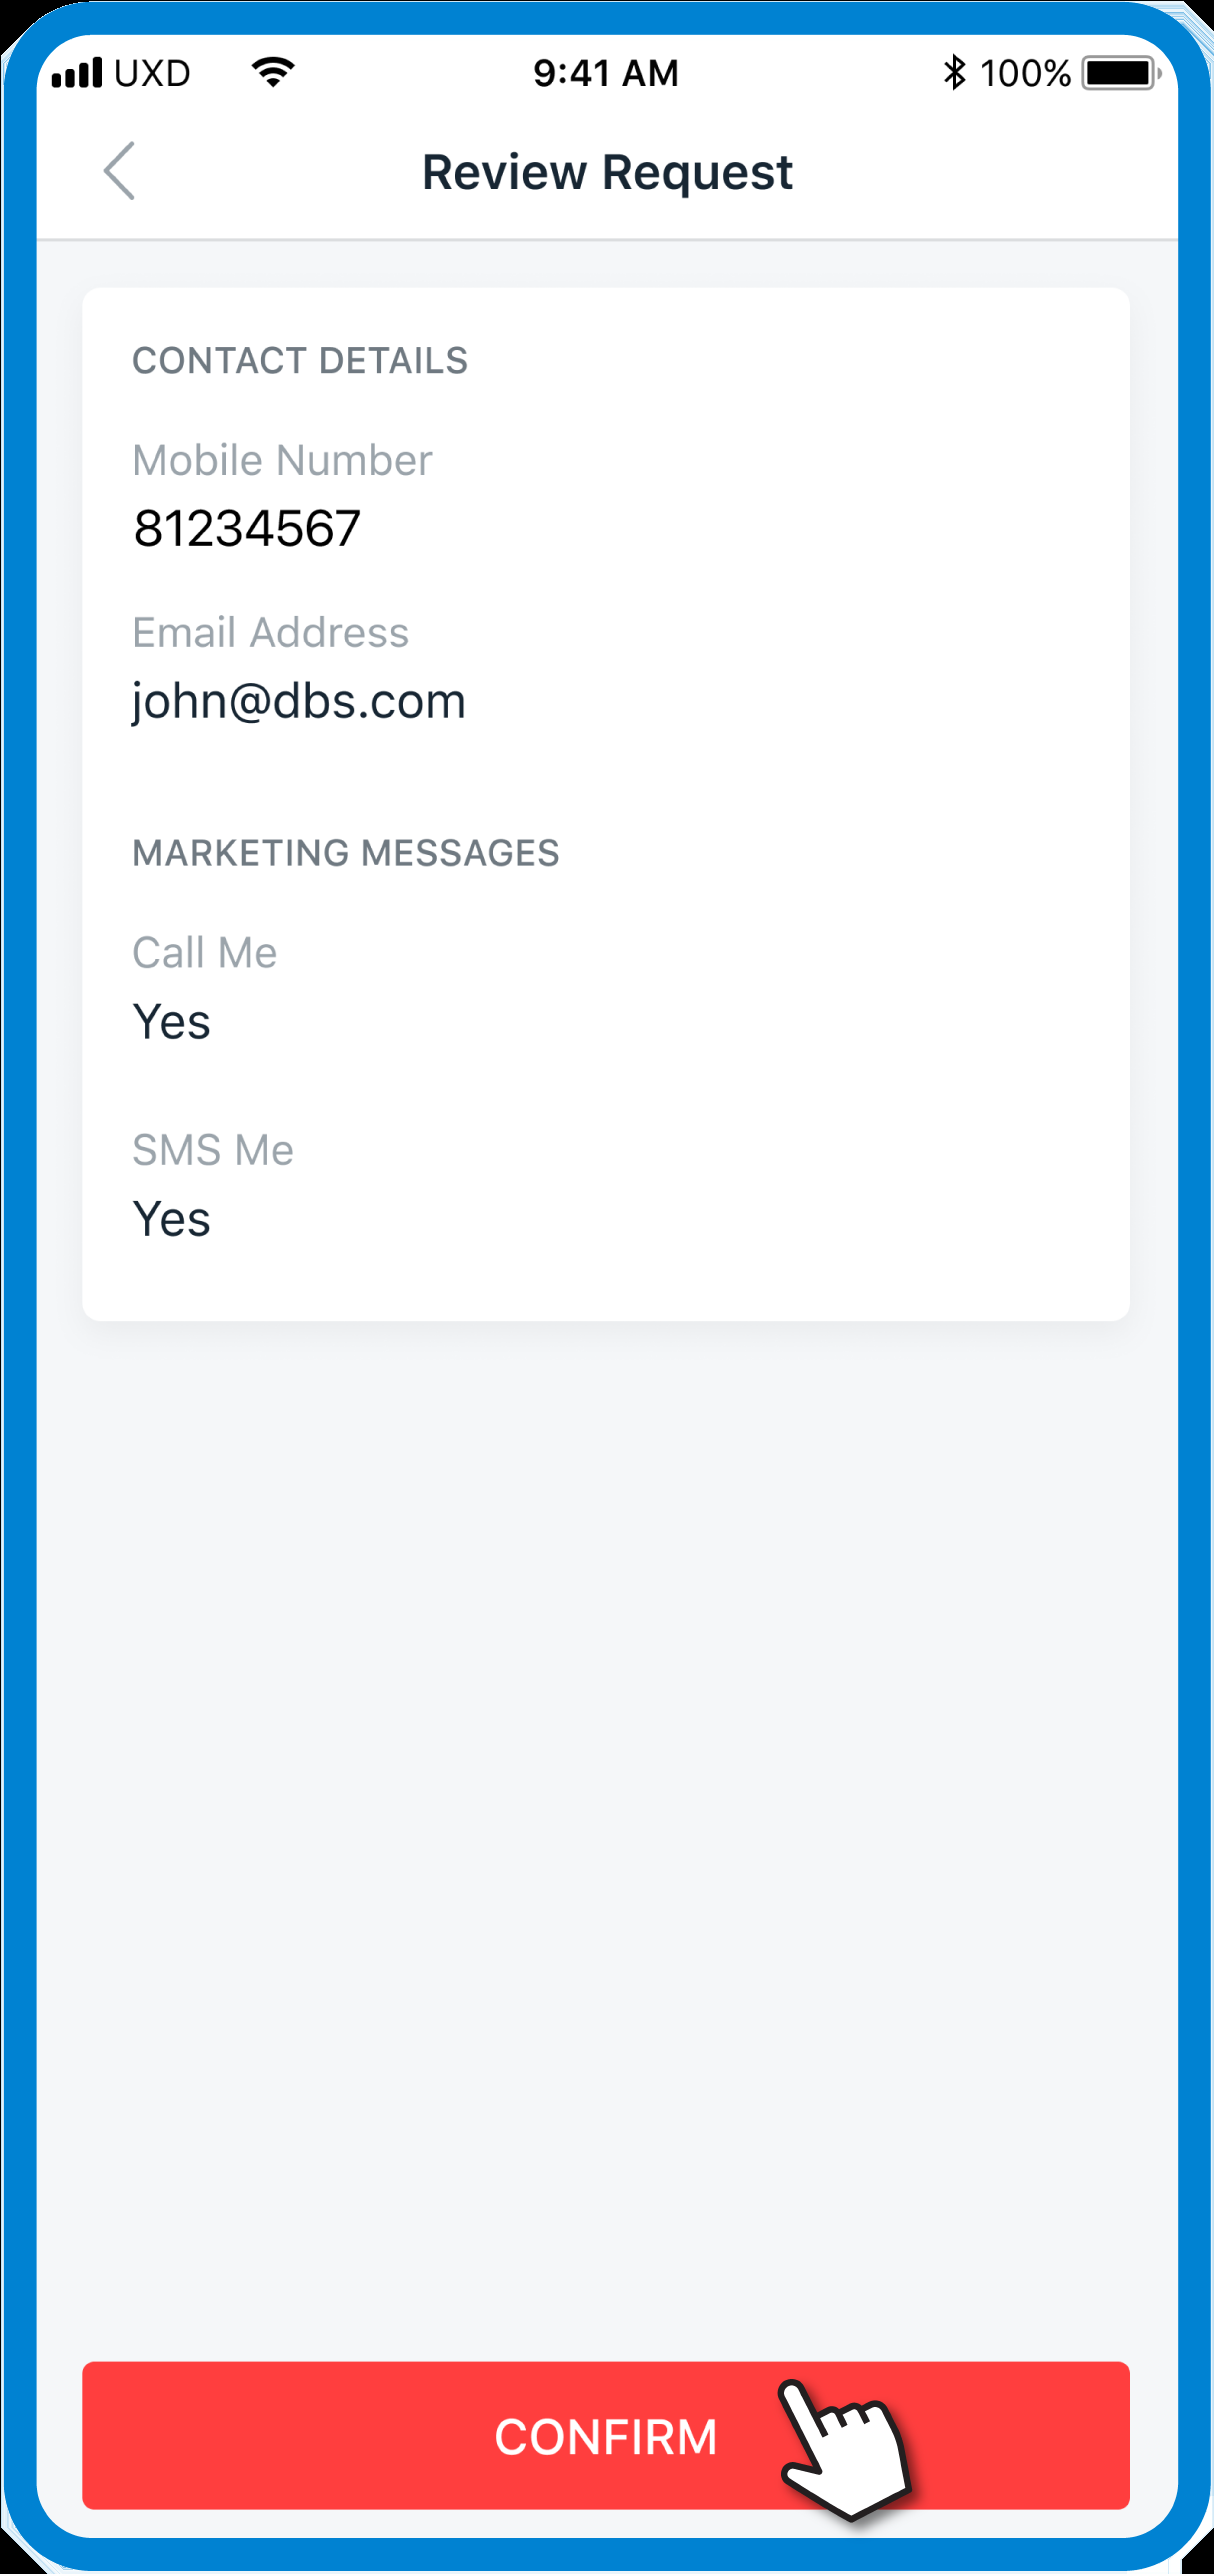 UXD 9:41 AM 100%
Review Request
CONTACT DETAILS
Mobile Number
81234567
Email Address
john@dbs.com
MARKETING MESSAGES
Call Me
Yes
SMS Me
Yes
CONFIRM